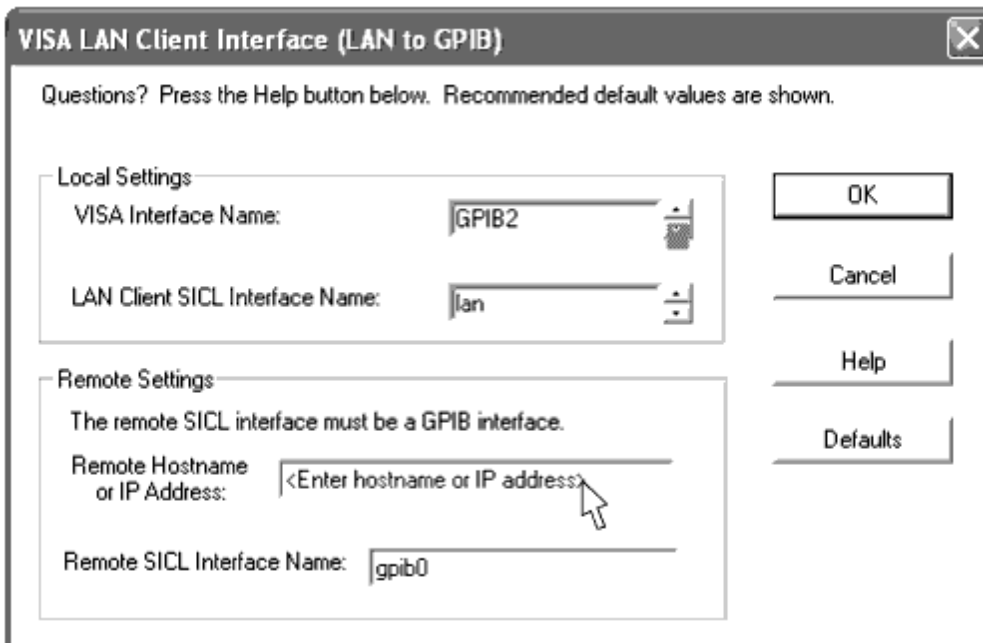 VISA LAN Client Interface (LAN to GPIB)
Questions? Press the Help button below. Recommended default values are shown.
Local Settings
VISA Interface Name:
GPIB2
LAN Client SICL Interface Name:
lan
OK
Cancel
Help
Defaults
Remote Settings
The remote SICL interface must be a GPIB interface.
Remote Hostname
or IP Address:
<Enter hostname or IP address>
Remote SICL Interface Name:
gpib0